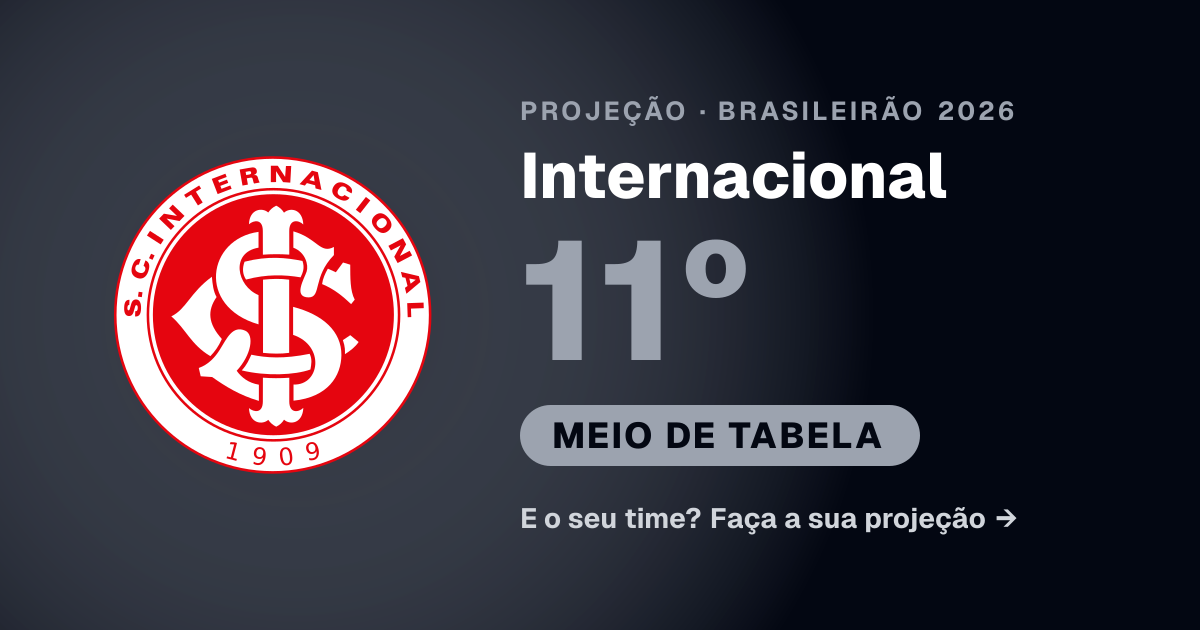 S.C. INTERNACIONAL
1909
PROJEÇÃO · BRASILEIRÃO 2026
Internacional
11º
MEIO DE TABELA
E o seu time? Faça a sua projeção →